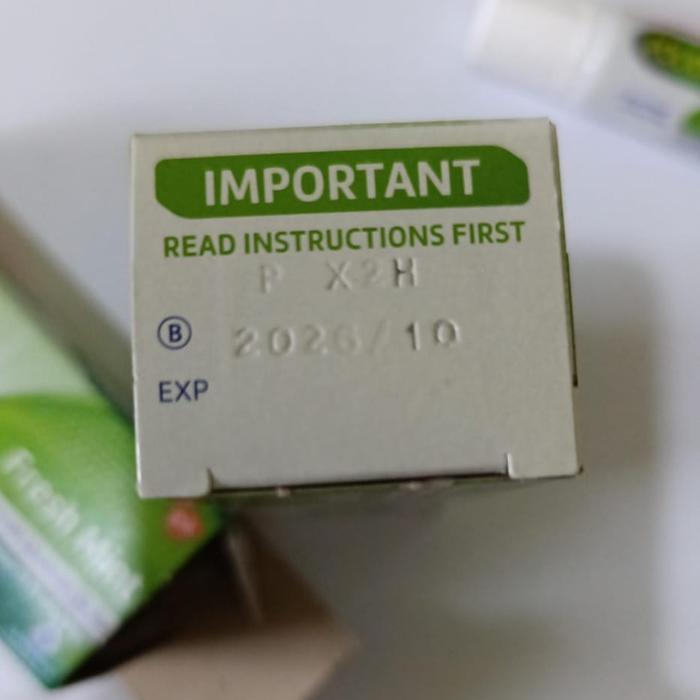 IMPORTANT
READ INSTRUCTIONS FIRST
P X2H
B 2026/10
EXP
Fresh Mint